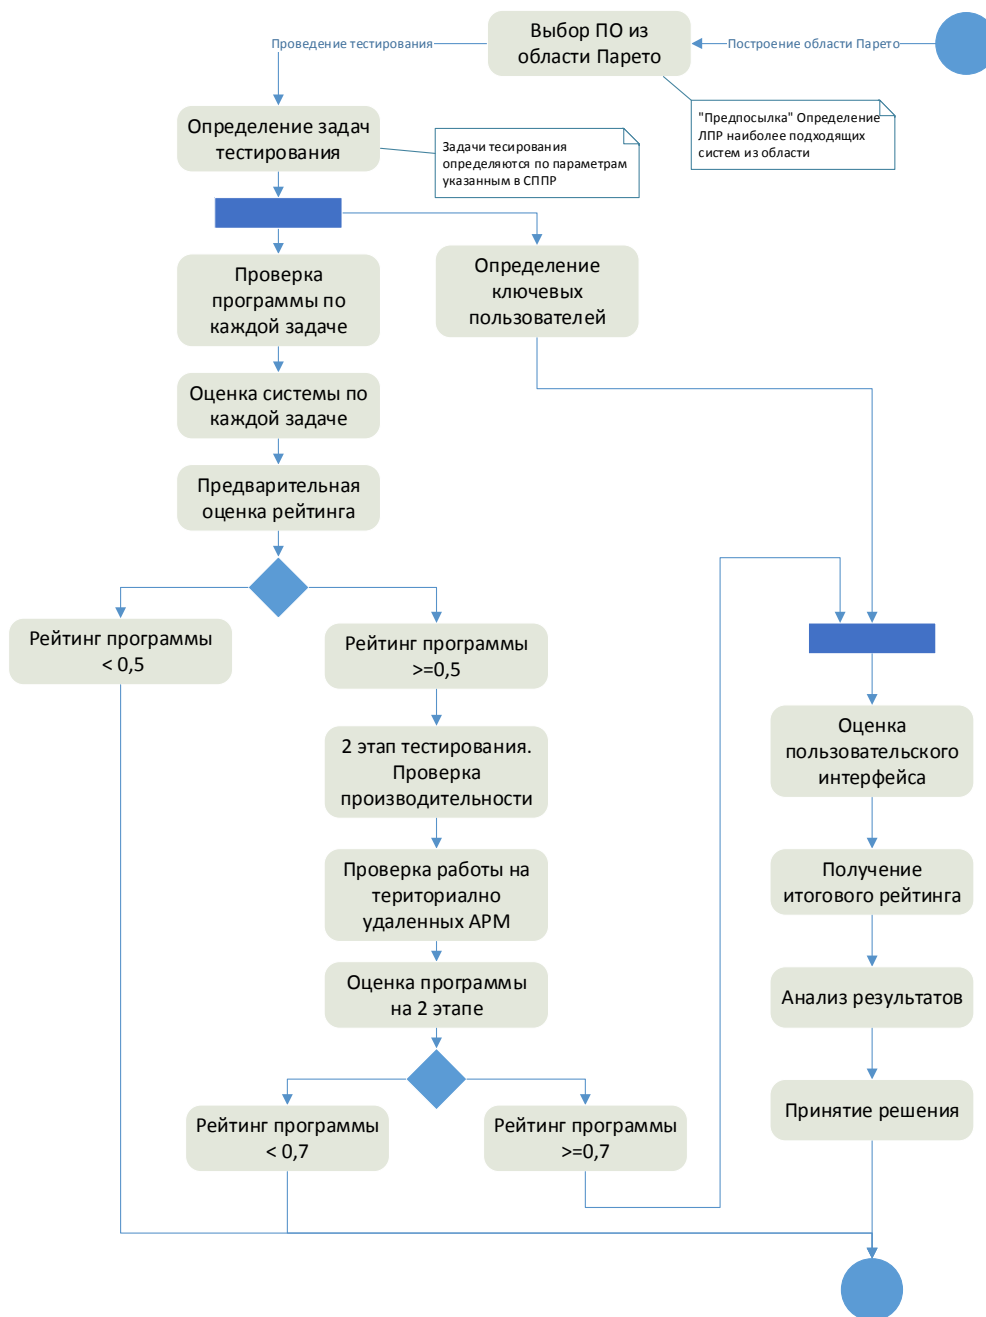 Проведение тестирования
Выбор ПО из
области Парето
Построение области Парето
"Предпосылка" Определение
ЛПР наиболее подходящих
систем из области
Определение задач
тестирования
Задачи тесирования
определяются по параметрам
указанным в СППР
Проверка
программы по
каждой задаче
Определение
ключевых
пользователей
Оценка системы по
каждой задаче
Предварительная
оценка рейтинга
Рейтинг программы
< 0,5
Рейтинг программы
>=0,5
2 этап тестирования.
Проверка
производительности
Проверка работы на
териториално
удаленных АРМ
Оценка программы
на 2 этапе
Рейтинг программы
< 0,7
Рейтинг программы
>=0,7
Оценка
пользовательского
интерфейса
Получение
итогового рейтинга
Анализ результатов
Принятие решения